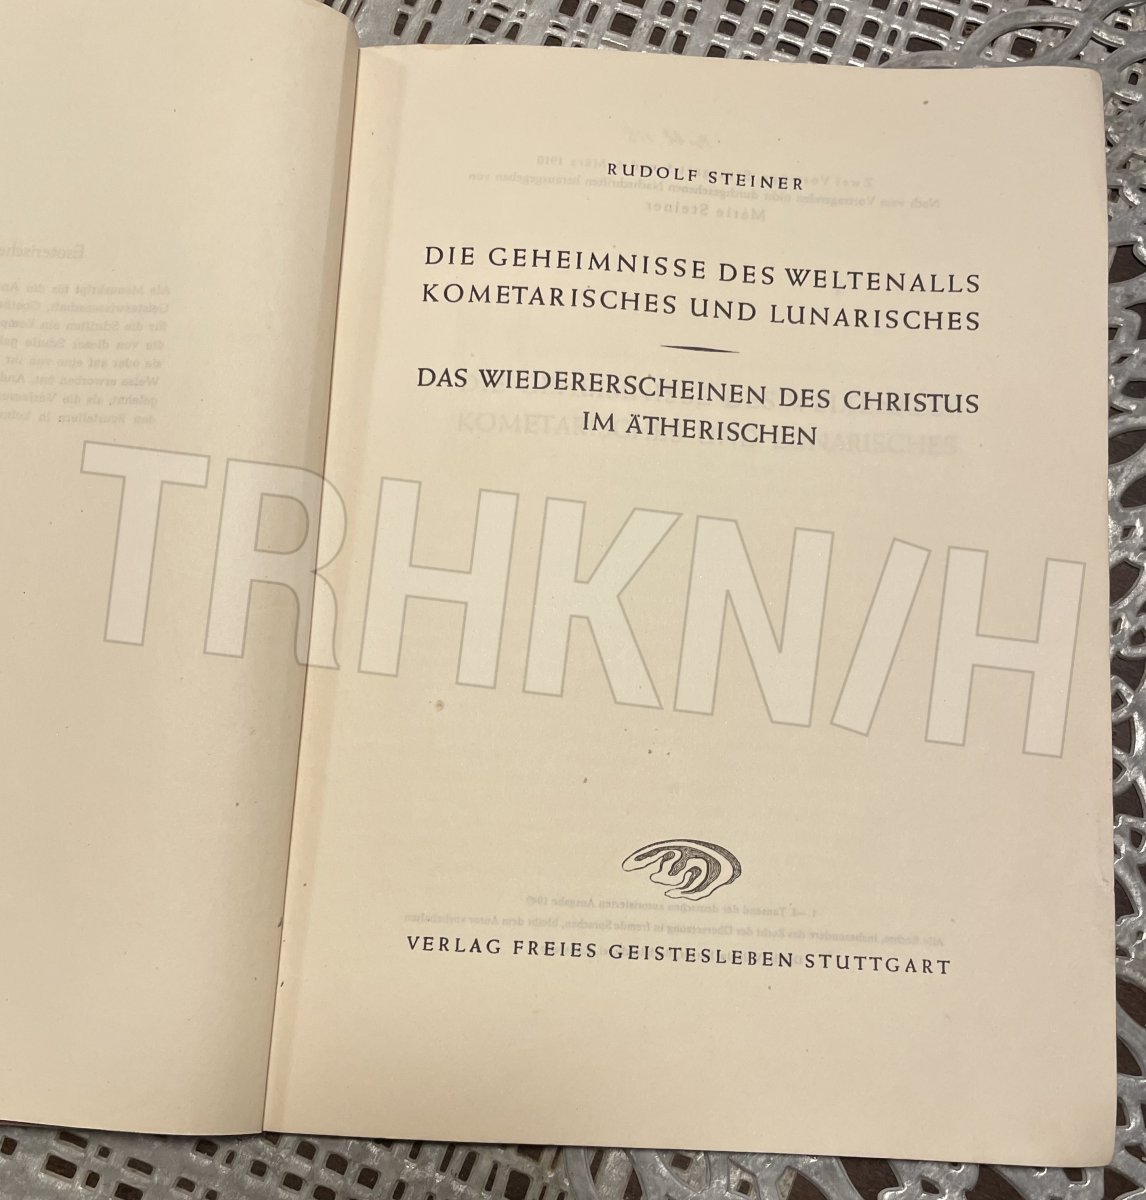 RUDOLF STEINER
DIE GEHEIMNISSE DES WELTENALLS
KOMETARISCHES UND LUNARISCHES
DAS WIEDERERSCHEINEN DES CHRISTUS
IM ÄTHERISCHEN
TRHKN/H
VERLAG FREIES GEISTESLEBEN STUTTGART